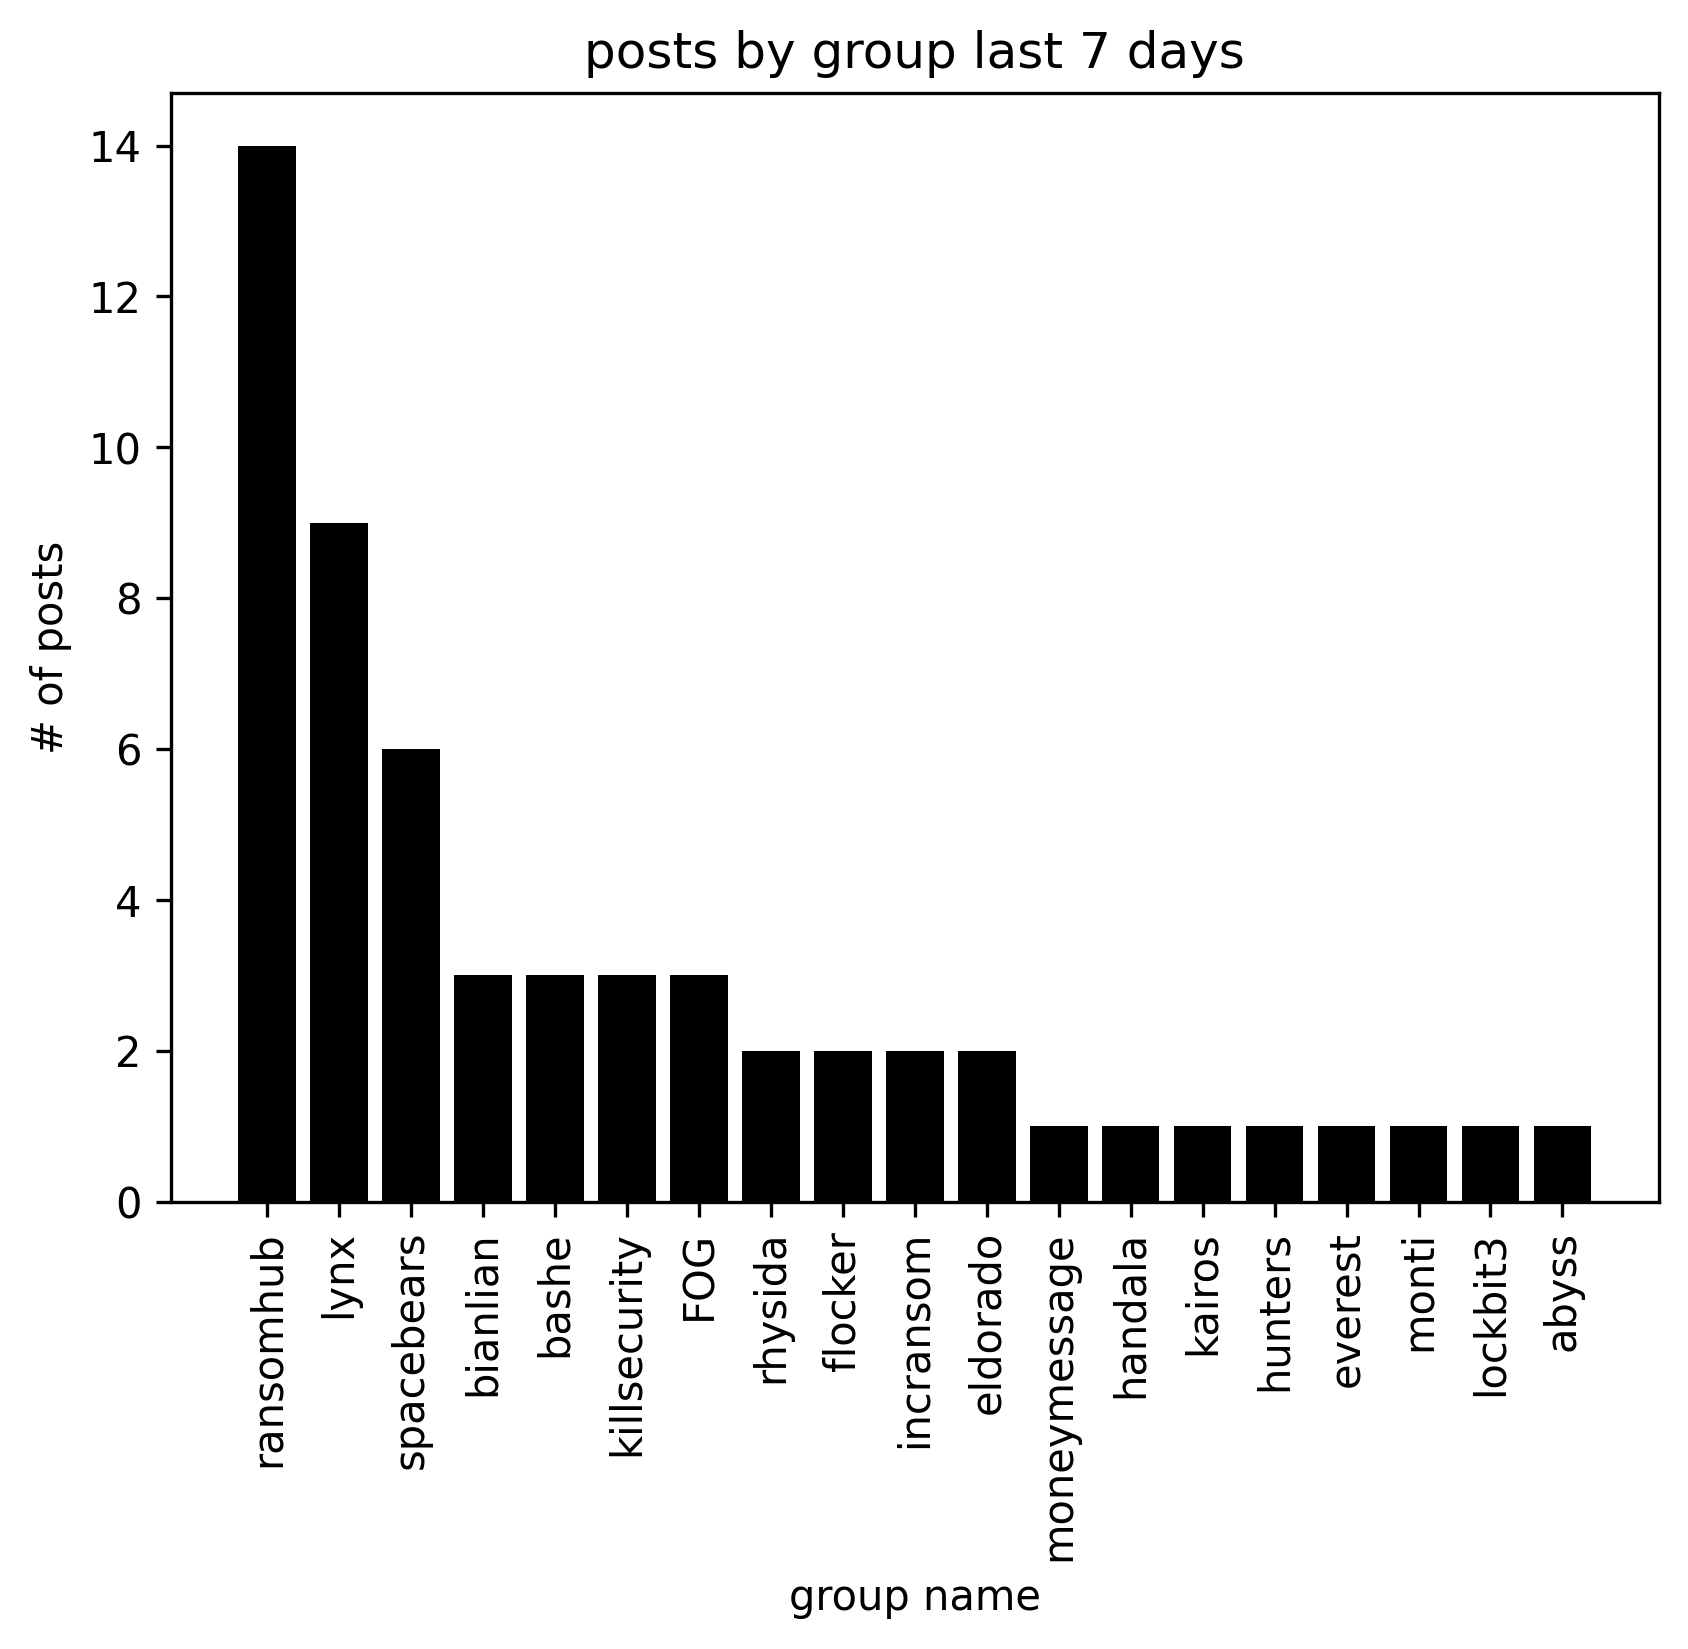 posts by group last 7 days
# of posts
14
12
10
8
6
4
2
0
ransomhub
lynx
spacebears
bianlian
bashe
killsecurity
FOG
rhysida
flocker
incransom
eldorado
moneymessage
handala
kairos
hunters
everest
monti
lockbit3
abyss
group name